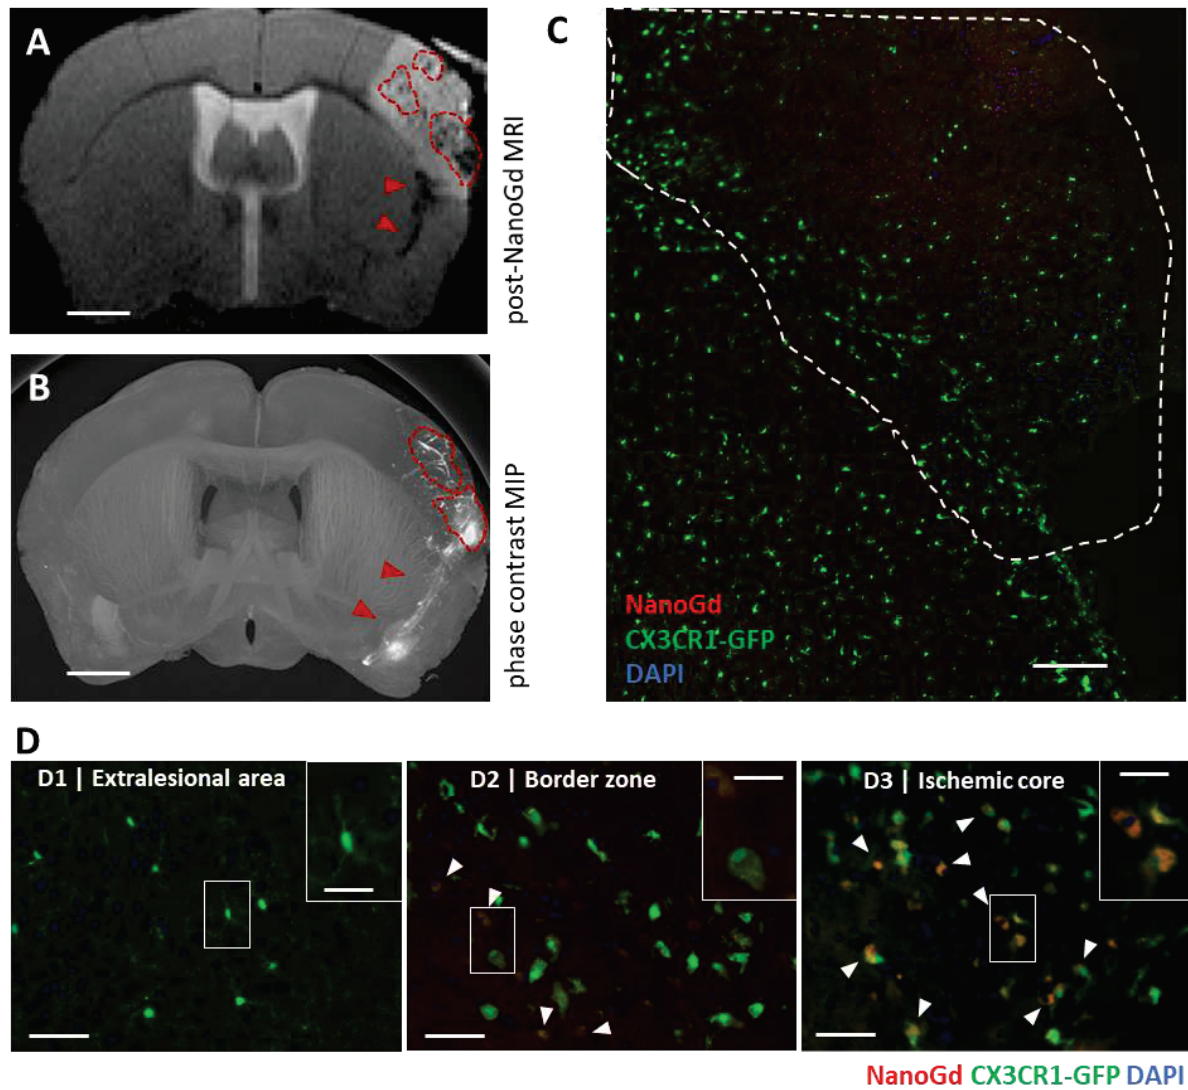 A
post-NanoGd MRI
B
phase contrast MIP
C
NanoGd
CX3CR1-GFP
DAPI
D
D1 | Extralesional area
D2 | Border zone
D3 | Ischemic core
NanoGd CX3CR1-GFP DAPI